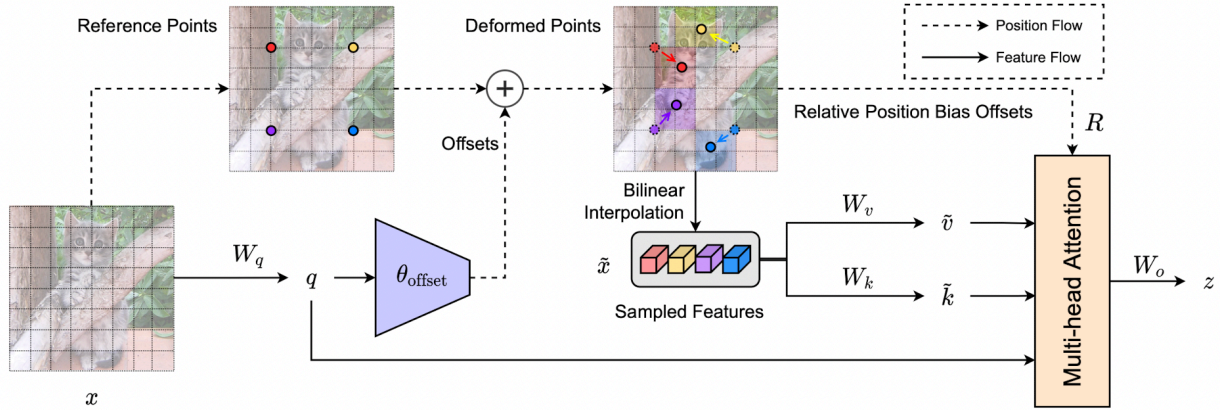 Reference Points
Deformed Points
Position Flow
Feature Flow
+
Relative Position Bias Offsets
R
Offsets
Bilinear
Interpolation
W_q
q
θ_offset
x̃
W_v
ṽ
W_k
k̃
Sampled Features
Multi-head Attention
W_o
z
x